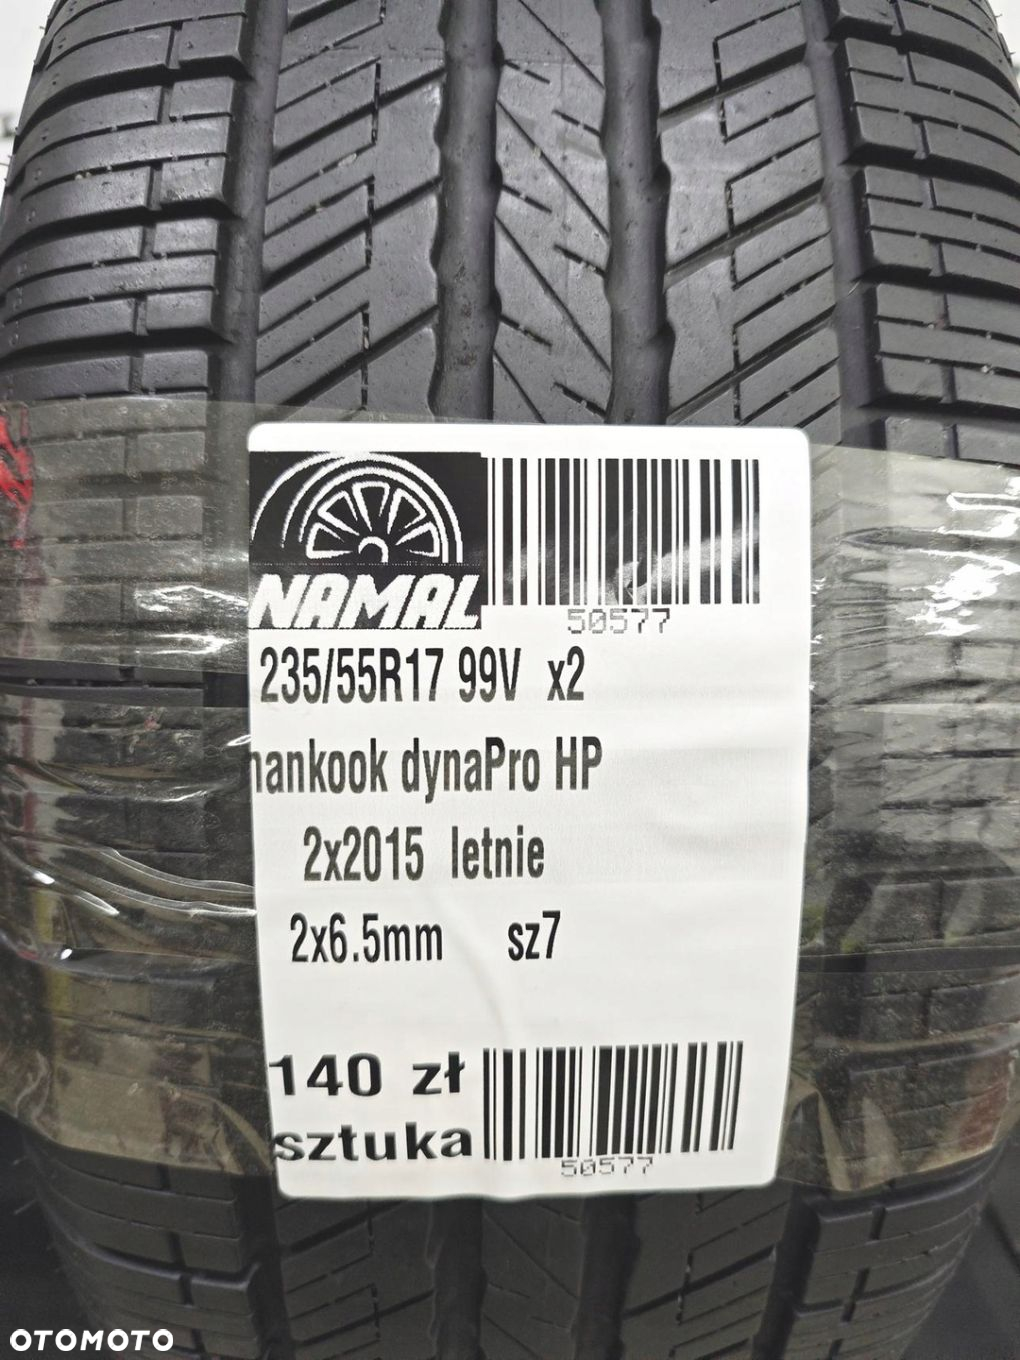 NAMAL
50577
235/55R17 99V x2
hankook dynaPro HP
2x2015 letnie
2x6.5mm sz7
140 zł
sztuka
50577
OTOMOTO